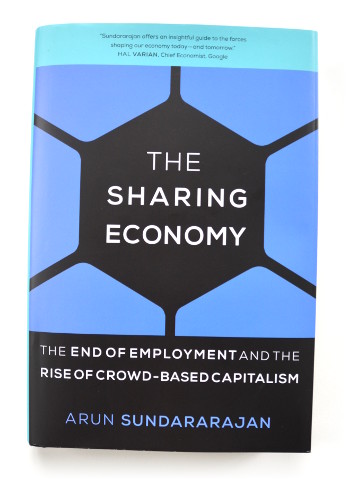 "Sundararajan offers an insightful guide to the forces
shaping our economy today—and tomorrow."
HAL VARIAN, Chief Economist, Google
THE
SHARING
ECONOMY
THE END OF EMPLOYMENT AND THE
RISE OF CROWD-BASED CAPITALISM
ARUN SUNDARARAJAN